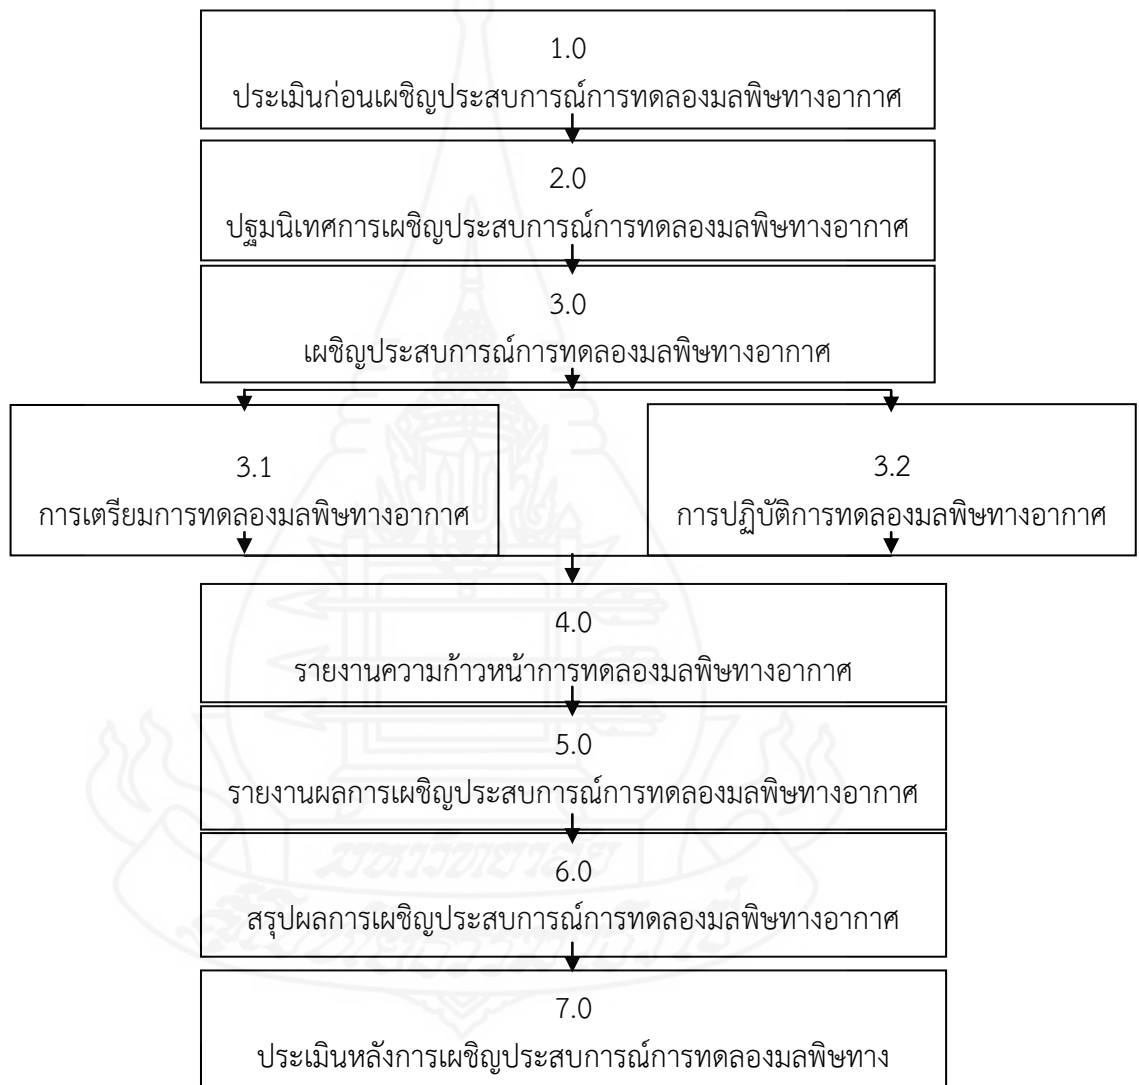 1.0
ประเมินก่อนเผชิญประสบการณ์การทดลองมลพิษทางอากาศ
2.0
ปฐมนิเทศการเผชิญประสบการณ์การทดลองมลพิษทางอากาศ
3.0
เผชิญประสบการณ์การทดลองมลพิษทางอากาศ
3.1
การเตรียมการทดลองมลพิษทางอากาศ
3.2
การปฏิบัติการทดลองมลพิษทางอากาศ
4.0
รายงานความก้าวหน้าการทดลองมลพิษทางอากาศ
5.0
รายงานผลการเผชิญประสบการณ์การทดลองมลพิษทางอากาศ
6.0
สรุปผลการเผชิญประสบการณ์การทดลองมลพิษทางอากาศ
7.0
ประเมินหลังการเผชิญประสบการณ์การทดลองมลพิษทาง